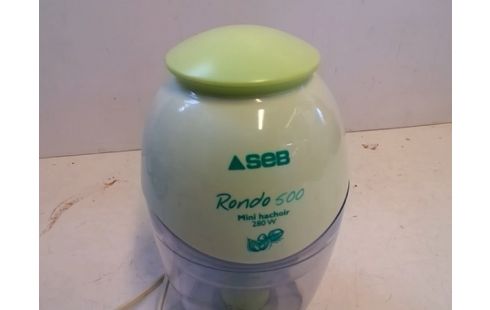 SEB
Rondo 500
Mini hachoir
280 W